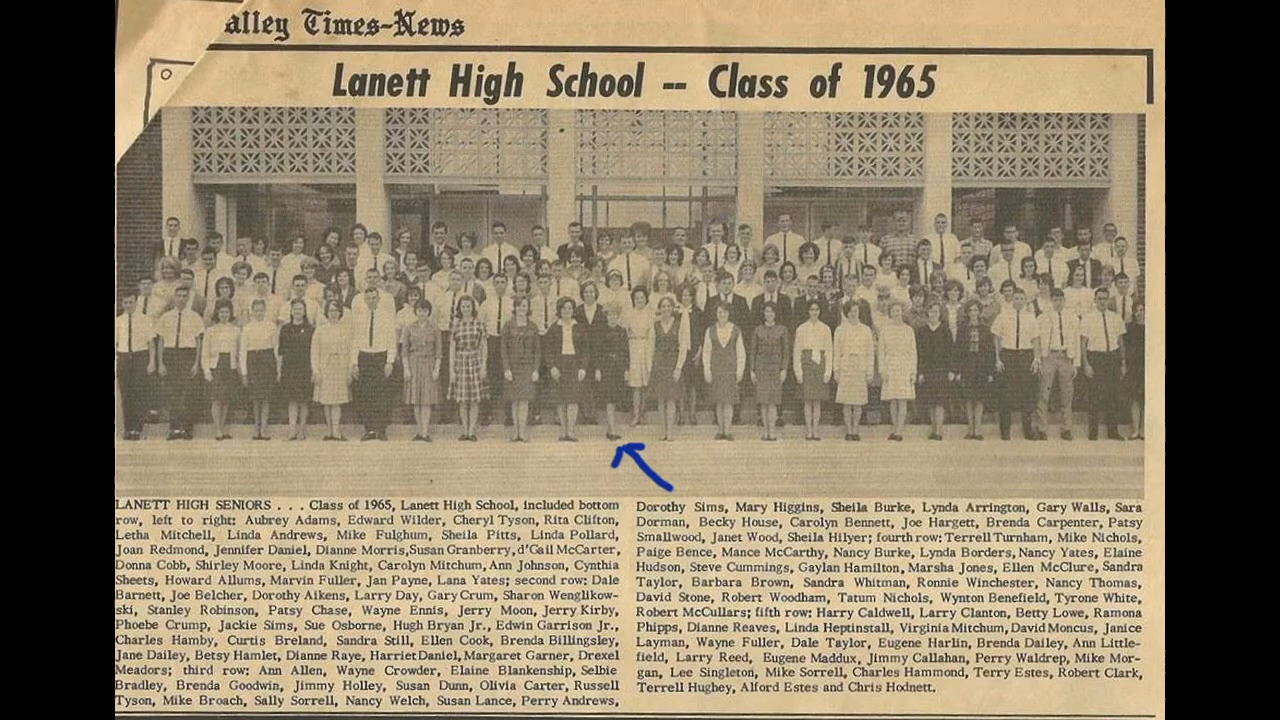 alley Times-News
Lanett High School -- Class of 1965
LANETT HIGH SENIORS . . . Class of 1965, Lanett High School, included bottom
row, left to right: Aubrey Adams, Edward Wilder, Cheryl Tyson, Rita Clifton,
Letha Mitchell, Linda Andrews, Mike Fulghum, Sheila Pitts, Linda Pollard,
Joan Redmond, Jennifer Daniel, Dianne Morris, Susan Granberry, d'Gail McCarter,
Donna Cobb, Shirley Moore, Linda Knight, Carolyn Mitchum, Ann Johnson, Cynthia
Sheets, Howard Allums, Marvin Fuller, Jan Payne, Lana Yates; second row: Dale
Barnett, Joe Belcher, Dorothy Aikens, Larry Day, Gary Crum, Sharon Wenglikow-
ski, Stanley Robinson, Patsy Chase, Wayne Ennis, Jerry Moon, Jerry Kirby,
Phoebe Crump, Jackie Sims, Sue Osborne, Hugh Bryan Jr., Edwin Garrison Jr.,
Charles Hamby, Curtis Breland, Sandra Still, Ellen Cook, Brenda Billingsley,
Jane Dailey, Betsy Hamlet, Dianne Raye, Harriet Daniel, Margaret Garner, Drexel
Meadors; third row: Ann Allen, Wayne Crowder, Elaine Blankenship, Selbie
Bradley, Brenda Goodwin, Jimmy Holley, Susan Dunn, Olivia Carter, Russell
Tyson, Mike Broach, Sally Sorrell, Nancy Welch, Susan Lance, Perry Andrews,
Dorothy Sims, Mary Higgins, Sheila Burke, Lynda Arrington, Gary Walls, Sara
Dorman, Becky House, Carolyn Bennett, Joe Hargett, Brenda Carpenter, Patsy
Smallwood, Janet Wood, Sheila Hilyer; fourth row: Terrell Turnham, Mike Nichols,
Paige Bence, Mance McCarthy, Nancy Burke, Lynda Borders, Nancy Yates, Elaine
Hudson, Steve Cummings, Gaylan Hamilton, Marsha Jones, Ellen McClure, Sandra
Taylor, Barbara Brown, Sandra Whitman, Ronnie Winchester, Nancy Thomas,
David Stone, Robert Woodham, Tatum Nichols, Wynton Benefield, Tyrone White,
Robert McCullars; fifth row: Harry Caldwell, Larry Clanton, Betty Lowe, Ramona
Phipps, Dianne Reaves, Linda Heptinstall, Virginia Mitchum, David Moncus, Janice
Layman, Wayne Fuller, Dale Taylor, Eugene Harlin, Brenda Dailey, Ann Little-
field, Larry Reed, Eugene Maddux, Jimmy Callahan, Perry Waldrep, Mike Mor-
gan, Lee Singleton, Mike Sorrell, Charles Hammond, Terry Estes, Robert Clark,
Terrell Hughey, Alford Estes and Chris Hodnett.